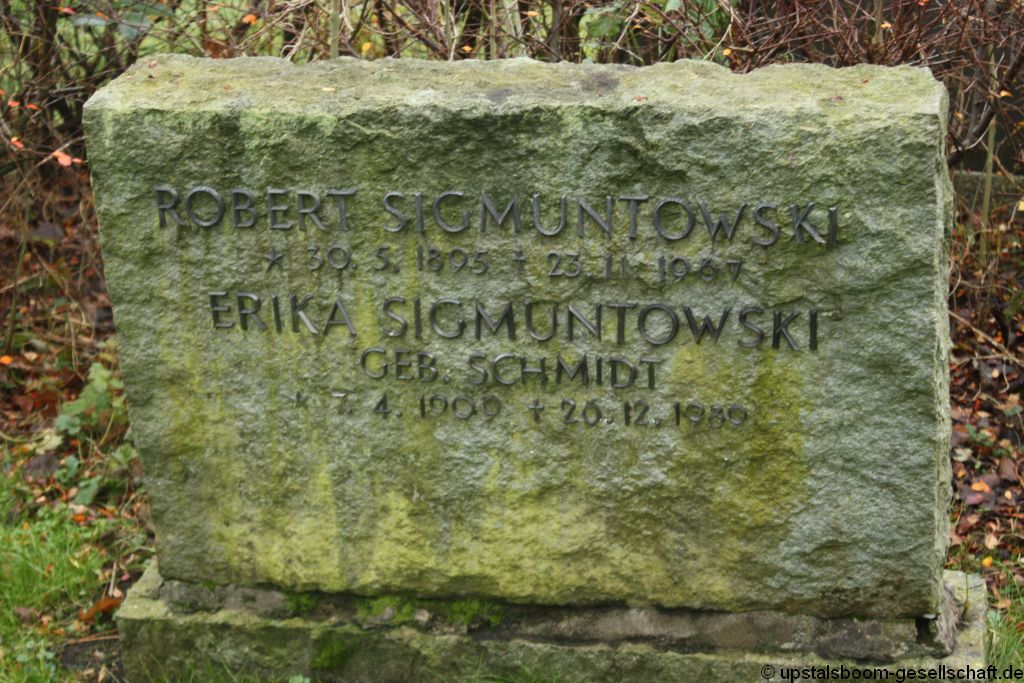 ROBERT SIGMUNTOWSKI
* 30. 5. 1895 ✝ 23. 11. 1967
ERIKA SIGMUNTOWSKI
GEB. SCHMIDT
* 7. 4. 1909 ✝ 26. 12. 1989
© upstalsboom-gesellschaft.de